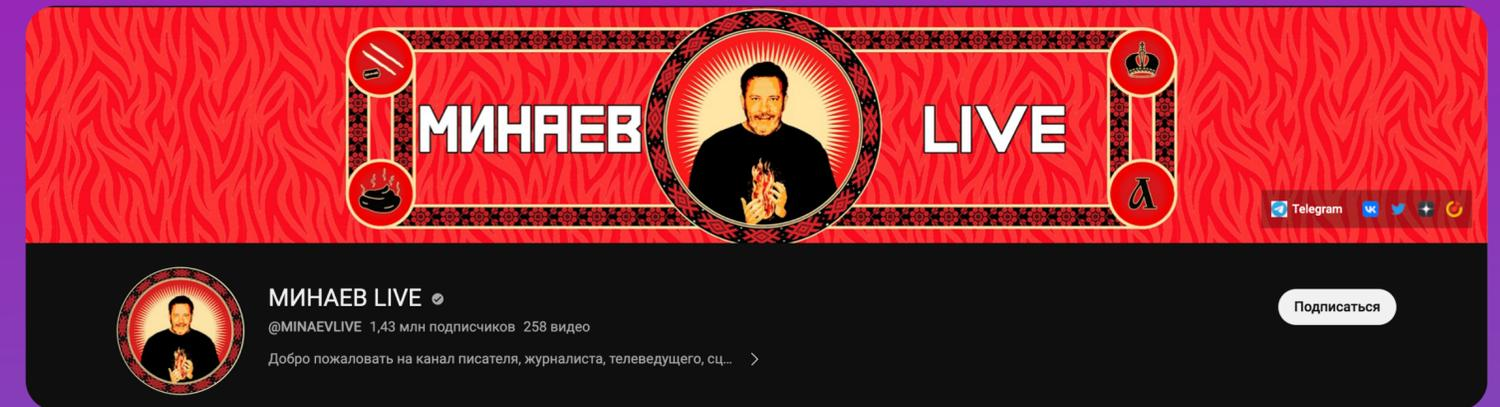 МИНАЕВ LIVE
Telegram
МИНАЕВ LIVE
@MINAEVLIVE 1,43 млн подписчиков 258 видео
Подписаться
Добро пожаловать на канал писателя, журналиста, телеведущего, сц...